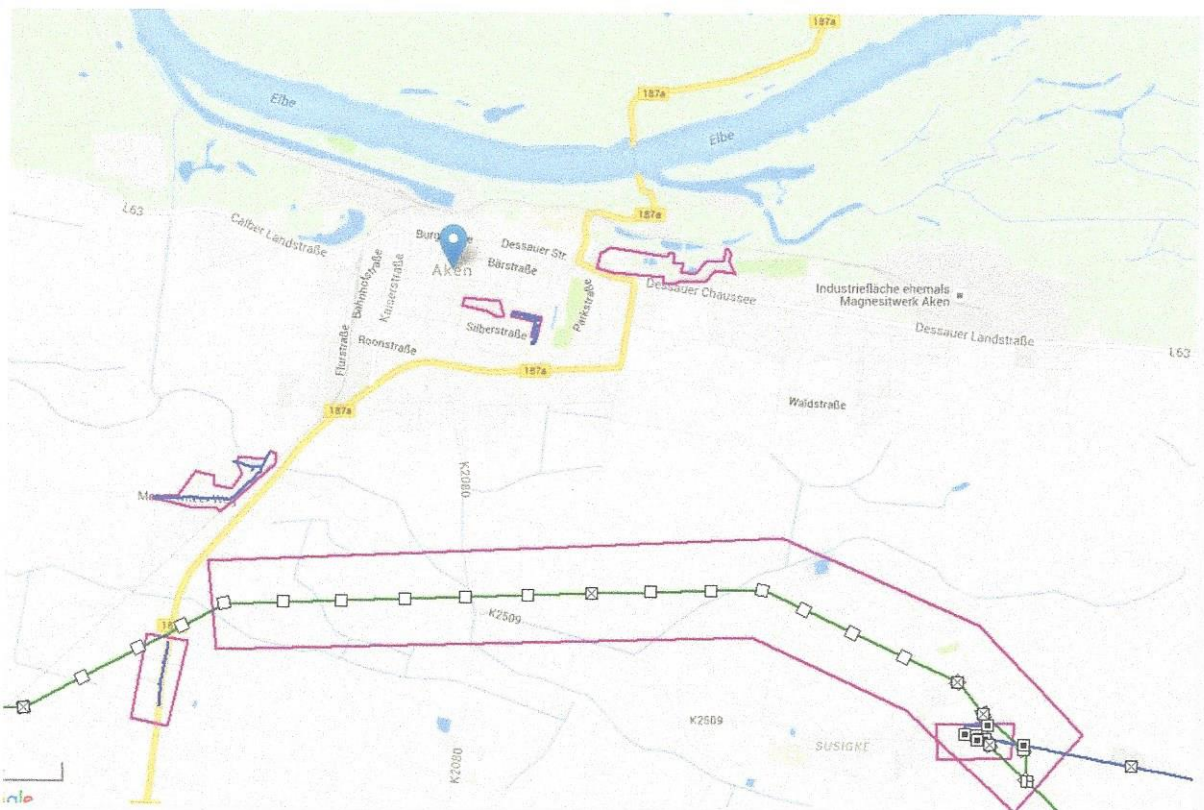 187a
Elbe
187a
Elbe
L63
187a
Calber Landstraße
Dessauer Str.
Bärstraße
Aken
Bahnhofstraße
Kaiserstraße
Parkstraße
Dessauer Chaussee
Industriefläche ehemals
Magnesitwerk Aken
Silberstraße
Dessauer Landstraße
Flurstraße
Roonstraße
L63
187a
187a
Waldstraße
K2080
K2509
K2509
SUSIGKE
K2080